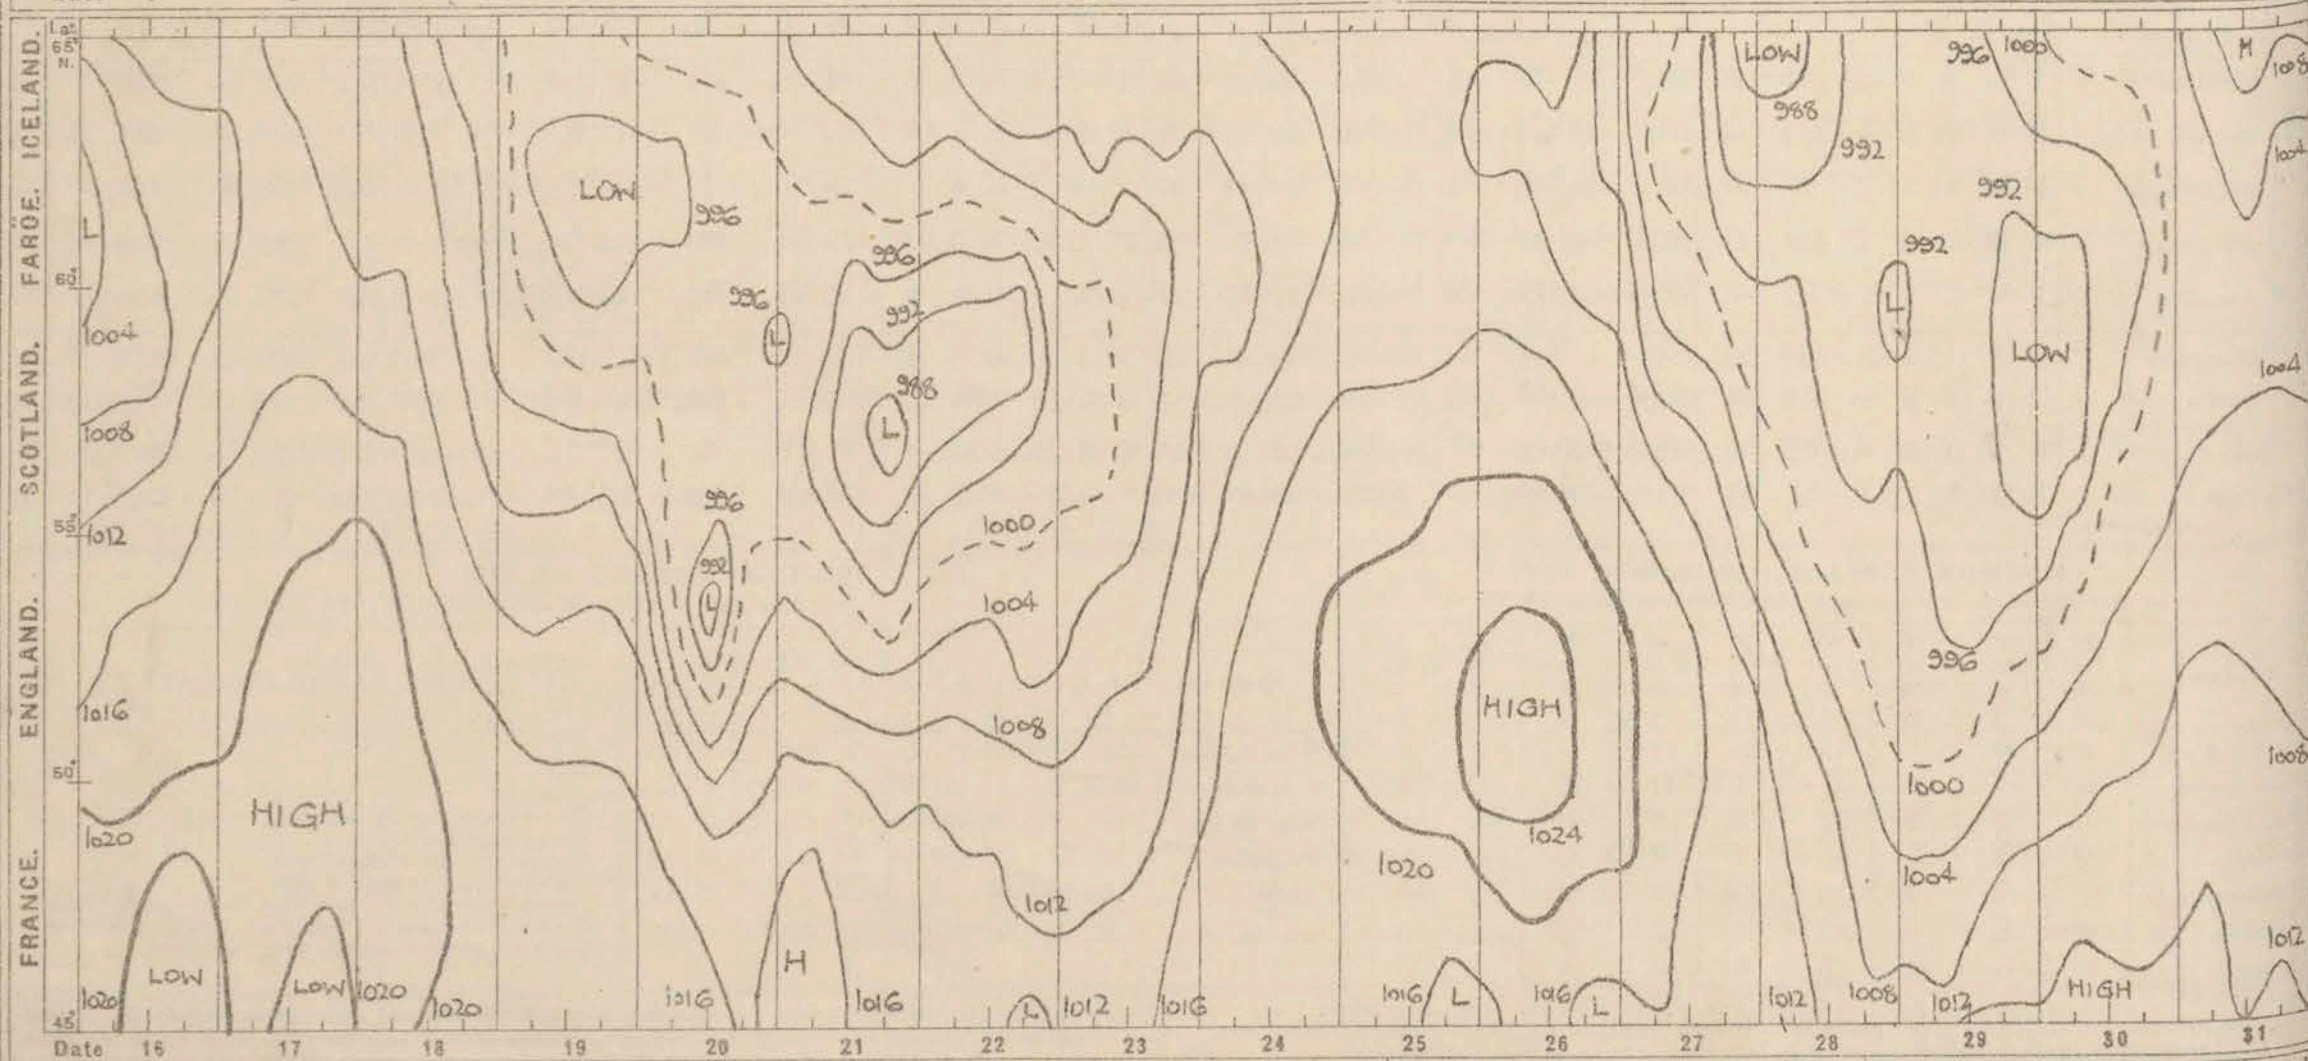 Lat.
65° N.
ICELAND.
FARÖE.
SCOTLAND.
ENGLAND.
FRANCE.
60°
55°
50°
45°
L
1004
1008
1012
1016
1020
HIGH
LOW
LOW
1020
1020
1020
LOW
996
996
L
996
992
L
996
992
988
L
1000
1004
1008
1012
1016
H
1016
L
1012
1016
HIGH
1024
1020
1016
L
1016
L
LOW
988
992
992
L
996
1000
992
LOW
996
1000
1004
1012
1008
1012
HIGH
H
1008
1004
1004
1008
1012
Date 16 17 18 19 20 21 22 23 24 25 26 27 28 29 30 31